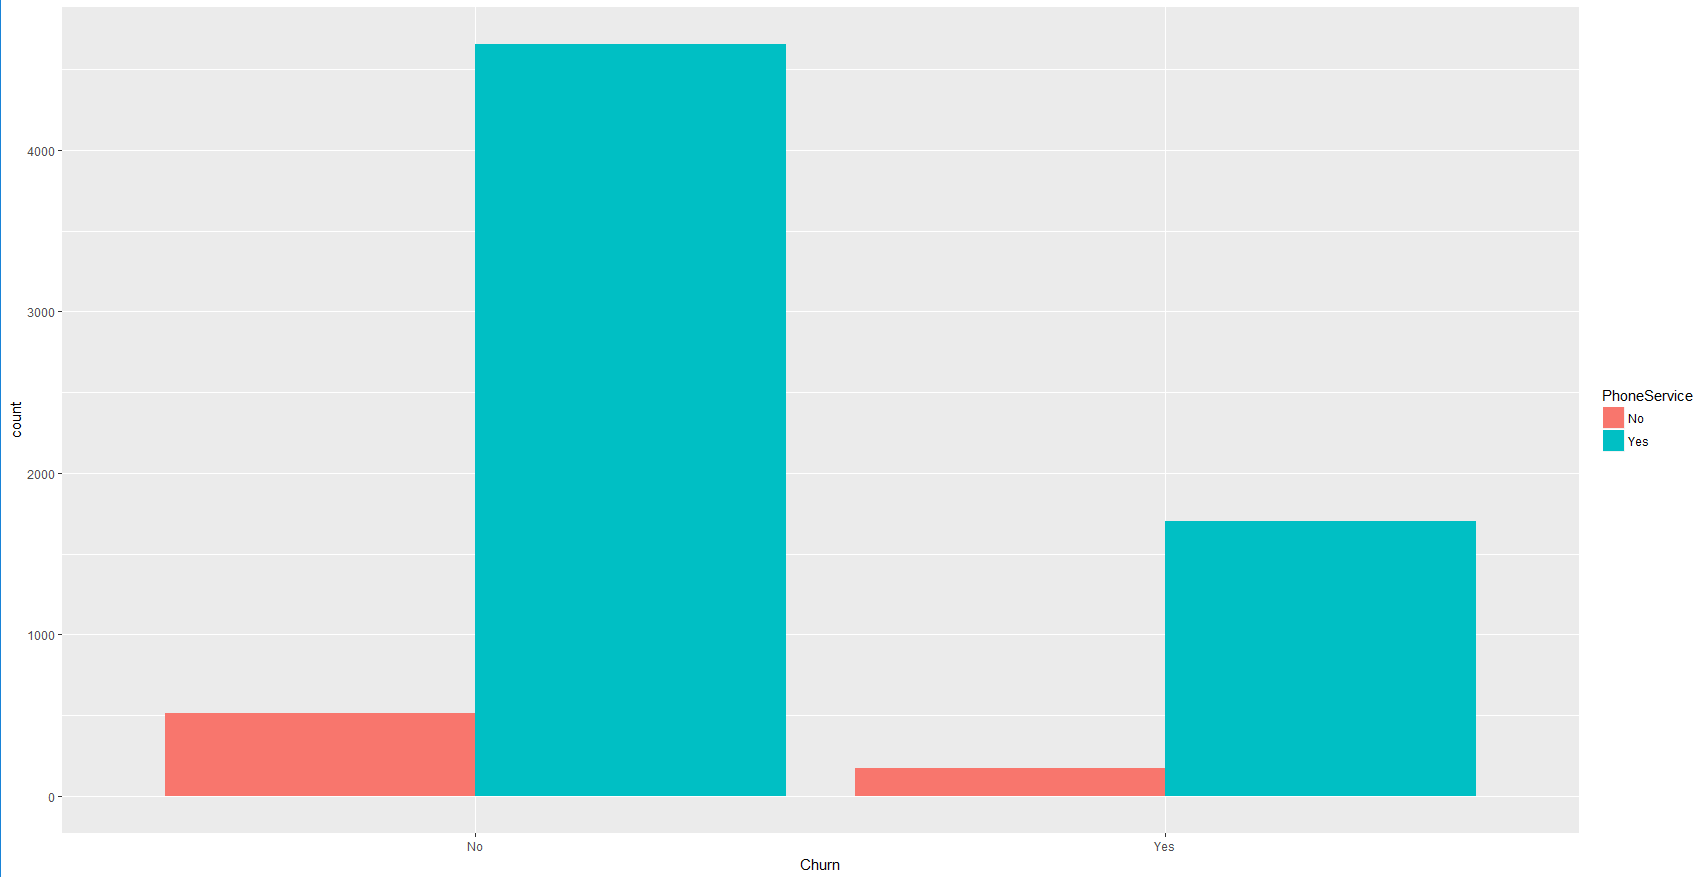 count
4000
3000
2000
1000
0
No
Yes
Churn
PhoneService
No
Yes